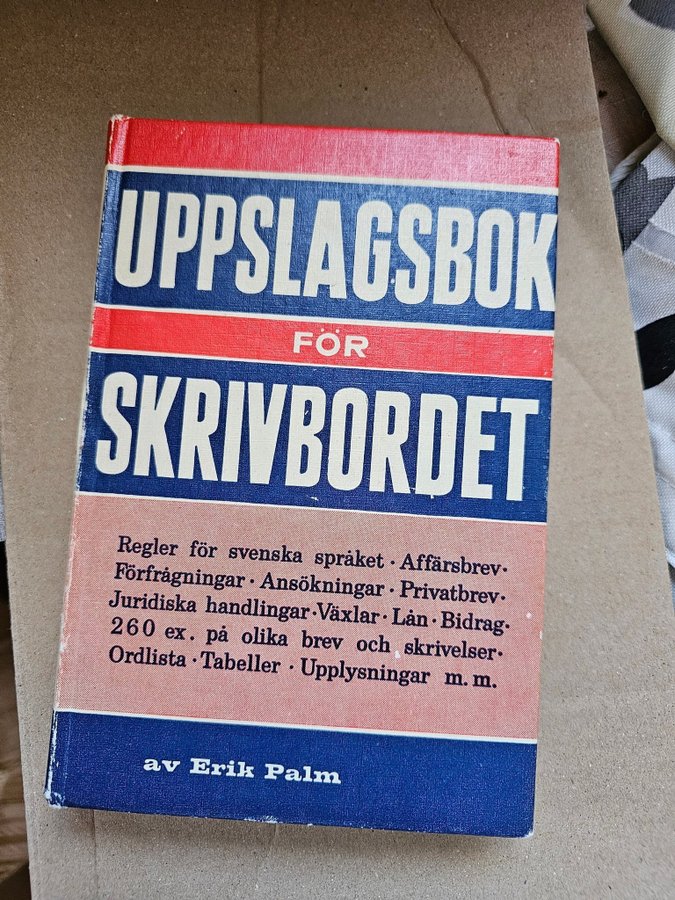 UPPSLAGSBOK
FÖR
SKRIVBORDET
Regler för svenska språket · Affärsbrev·
Förfrågningar · Ansökningar · Privatbrev·
Juridiska handlingar·Växlar · Lån · Bidrag·
260 ex. på olika brev och skrivelser·
Ordlista · Tabeller · Upplysningar m.m.
av Erik Palm